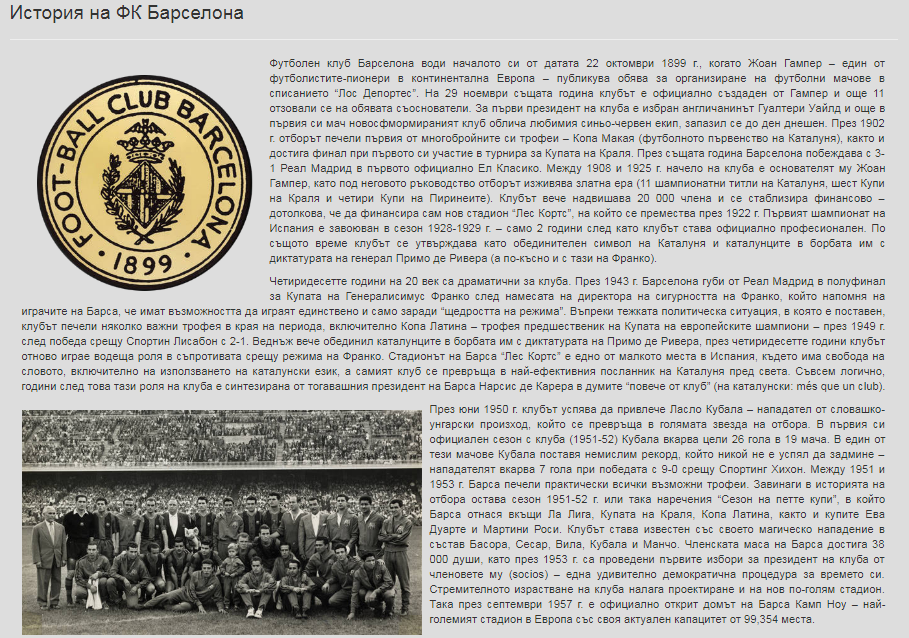 История на ФК Барселона
FOOT-BALL CLUB BARCELONA
· 1899 ·
Футболен клуб Барселона води началото си от датата 22 октомври 1899 г., когато Жоан Гампер – един от
футболистите-пионери в континентална Европа – публикува обява за организиране на футболни мачове в
списанието “Лос Депортес”. На 29 ноември същата година клубът е официално създаден от Гампер и още 11
отзовали се на обявата съоснователи. За първи президент на клуба е избран англичанинът Гуалтери Уайлд и още в
първия си мач новосформираният клуб облича любимия синьо-червен екип, запазил се до ден днешен. През 1902
г. отборът печели първия от многобройните си трофеи – Копа Макая (футболното първенство на Каталуня), както и
достига финал при първото си участие в турнира за Купата на Краля. През същата година Барселона побеждава с 3-
1 Реал Мадрид в първото официално Ел Класико. Между 1908 и 1925 г. начело на клуба е основателят му Жоан
Гампер, като под неговото ръководство отборът изживява златна ера (11 шампионатни титли на Каталуня, шест Купи
на Краля и четири Купи на Пиринеите). Клубът вече надвишава 20 000 члена и се стабилизира финансово –
дотолкова, че да финансира сам нов стадион “Лес Кортс”, на който се премества през 1922 г. Първият шампионат на
Испания е завоюван в сезон 1928-1929 г. – само 2 години след като клубът става официално професионален. По
същото време клубът се утвърждава като обединителен символ на Каталуня и каталунците в борбата им с
диктатурата на генерал Примо де Ривера (а по-късно и с тази на Франко).
Четиридесетте години на 20 век са драматични за клуба. През 1943 г. Барселона губи от Реал Мадрид в полуфинал
за Купата на Генералисимус Франко след намесата на директора на сигурността на Франко, който напомня на
играчите на Барса, че имат възможността да играят единствено и само заради “щедростта на режима”. Въпреки тежката политическа ситуация, в която е поставен,
клубът печели няколко важни трофея в края на периода, включително Копа Латина – трофея предшественик на Купата на европейските шампиони – през 1949 г.
след победа срещу Спортин Лисабон с 2-1. Веднъж вече обединил каталунците в борбата им с диктатурата на Примо де Ривера, през четиридесетте години клубът
отново играе водеща роля в съпротивата срещу режима на Франко. Стадионът на Барса “Лес Кортс” е едно от малкото места в Испания, където има свобода на
словото, включително на използването на каталунски език, а самият клуб се превръща в най-ефективния посланник на Каталуня пред света. Съвсем логично,
години след това тази роля на клуба е синтезирана от тогавашния президент на Барса Нарсис де Карера в думите “повече от клуб” (на каталунски: més que un club).
През юни 1950 г. клубът успява да привлече Ласло Кубала – нападател от словашко-
унгарски произход, който се превръща в голямата звезда на отбора. В първия си
официален сезон с клуба (1951-52) Кубала вкарва цели 26 гола в 19 мача. В един от
тези мачове Кубала поставя немислим рекорд, който никой не е успял да задмине –
нападателят вкарва 7 гола при победата с 9-0 срещу Спортинг Хихон. Между 1951 и
1953 г. Барса печели практически всички възможни трофеи. Завинаги в историята на
отбора остава сезон 1951-52 г. или така наречения “Сезон на петте купи”, в който
Барса отнася вкъщи Ла Лига, Купата на Краля, Копа Латина, както и купите Ева
Дуарте и Мартини Роси. Клубът става известен със своето магическо нападение в
състав Басора, Сесар, Вила, Кубала и Манчо. Членската маса на Барса достига 38
000 души, като през 1953 г. са проведени първите избори за президент на клуба от
членовете му (socios) – една удивително демократична процедура за времето си.
Стремителното израстване на клуба налага проектиране и на нов по-голям стадион.
Така през септември 1957 г. е официално открит домът на Барса Камп Ноу – най-
големият стадион в Европа със своя актуален капацитет от 99,354 места.